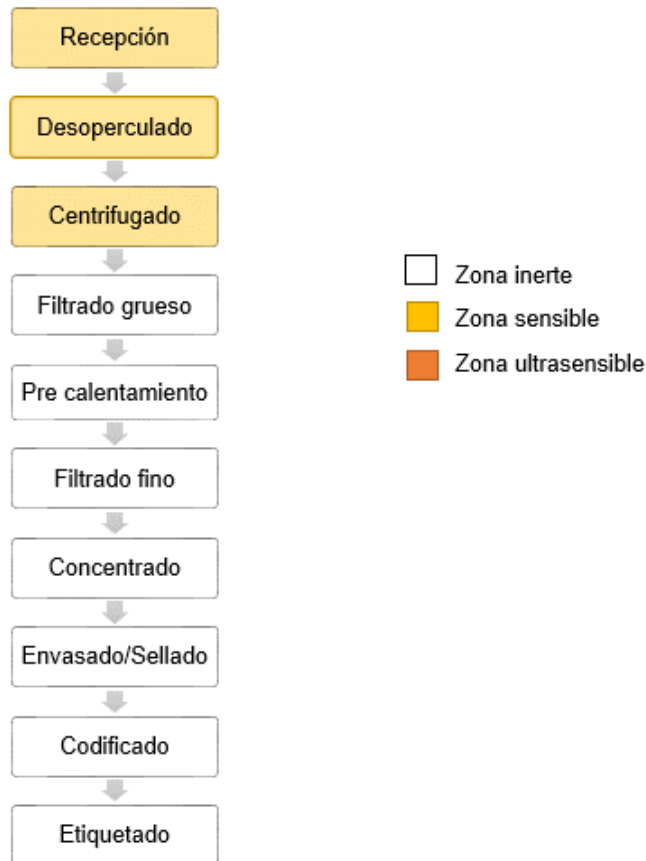 Recepción
Desoperculado
Centrifugado
Filtrado grueso
Pre calentamiento
Filtrado fino
Concentrado
Envasado/Sellado
Codificado
Etiquetado
Zona inerte
Zona sensible
Zona ultrasensible